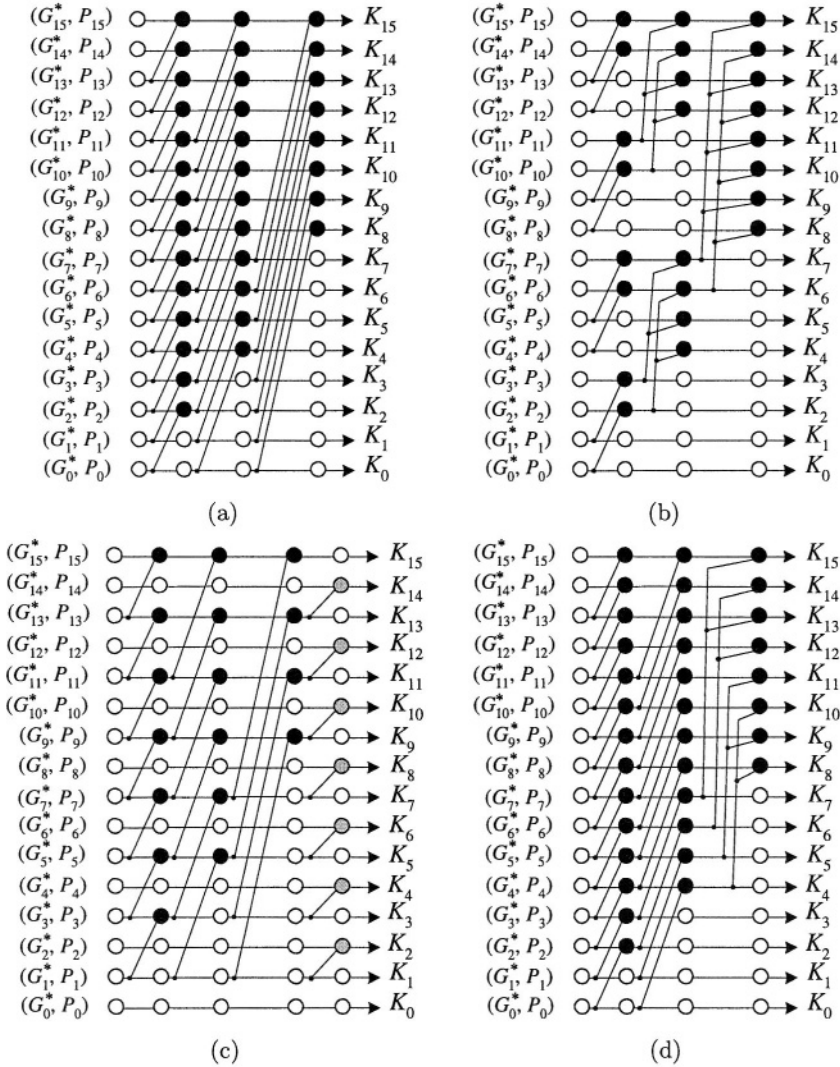 (G*15, P15) K15 (G*15, P15) K15
(G*14, P14) K14 (G*14, P14) K14
(G*13, P13) K13 (G*13, P13) K13
(G*12, P12) K12 (G*12, P12) K12
(G*11, P11) K11 (G*11, P11) K11
(G*10, P10) K10 (G*10, P10) K10
(G*9, P9) K9 (G*9, P9) K9
(G*8, P8) K8 (G*8, P8) K8
(G*7, P7) K7 (G*7, P7) K7
(G*6, P6) K6 (G*6, P6) K6
(G*5, P5) K5 (G*5, P5) K5
(G*4, P4) K4 (G*4, P4) K4
(G*3, P3) K3 (G*3, P3) K3
(G*2, P2) K2 (G*2, P2) K2
(G*1, P1) K1 (G*1, P1) K1
(G*0, P0) K0 (G*0, P0) K0
(a) (b)
(G*15, P15) K15 (G*15, P15) K15
(G*14, P14) K14 (G*14, P14) K14
(G*13, P13) K13 (G*13, P13) K13
(G*12, P12) K12 (G*12, P12) K12
(G*11, P11) K11 (G*11, P11) K11
(G*10, P10) K10 (G*10, P10) K10
(G*9, P9) K9 (G*9, P9) K9
(G*8, P8) K8 (G*8, P8) K8
(G*7, P7) K7 (G*7, P7) K7
(G*6, P6) K6 (G*6, P6) K6
(G*5, P5) K5 (G*5, P5) K5
(G*4, P4) K4 (G*4, P4) K4
(G*3, P3) K3 (G*3, P3) K3
(G*2, P2) K2 (G*2, P2) K2
(G*1, P1) K1 (G*1, P1) K1
(G*0, P0) K0 (G*0, P0) K0
(c) (d)